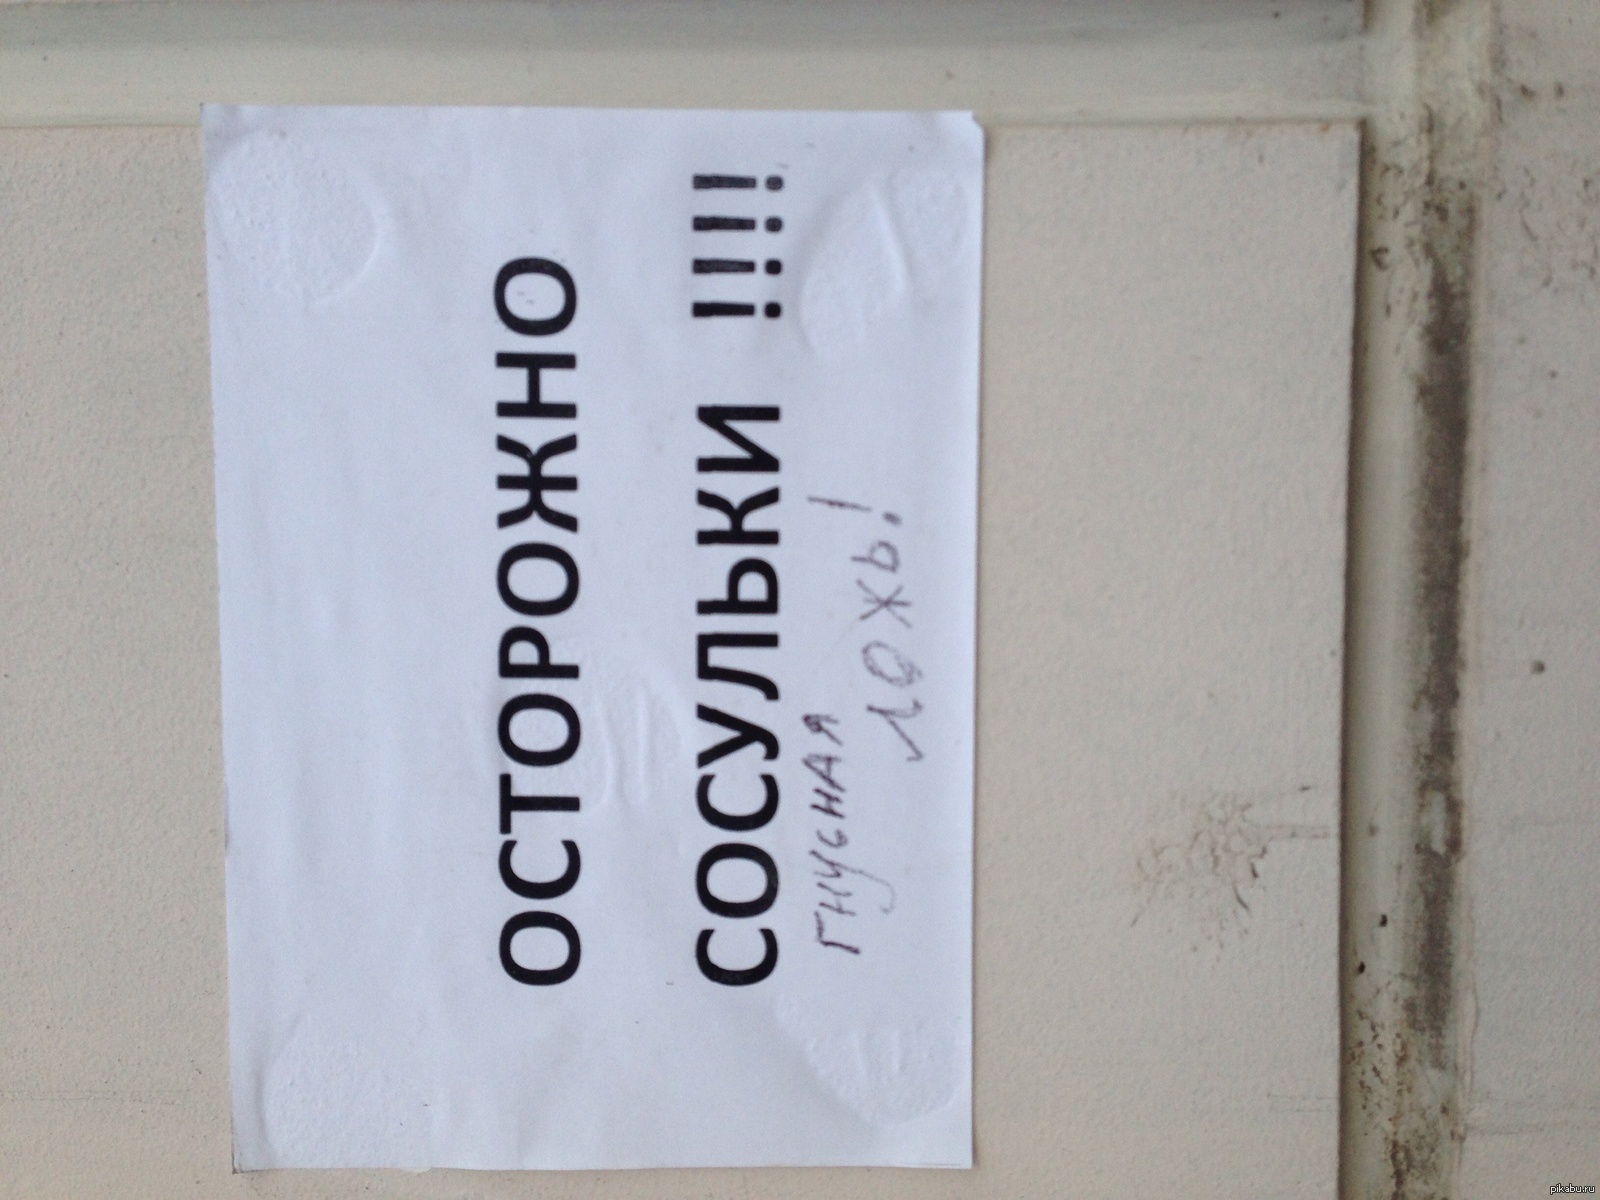 ОСТОРОЖНО
СОСУЛЬКИ !!!!
ГНУСНАЯ
ЛОЖЬ!
pikabu.ru